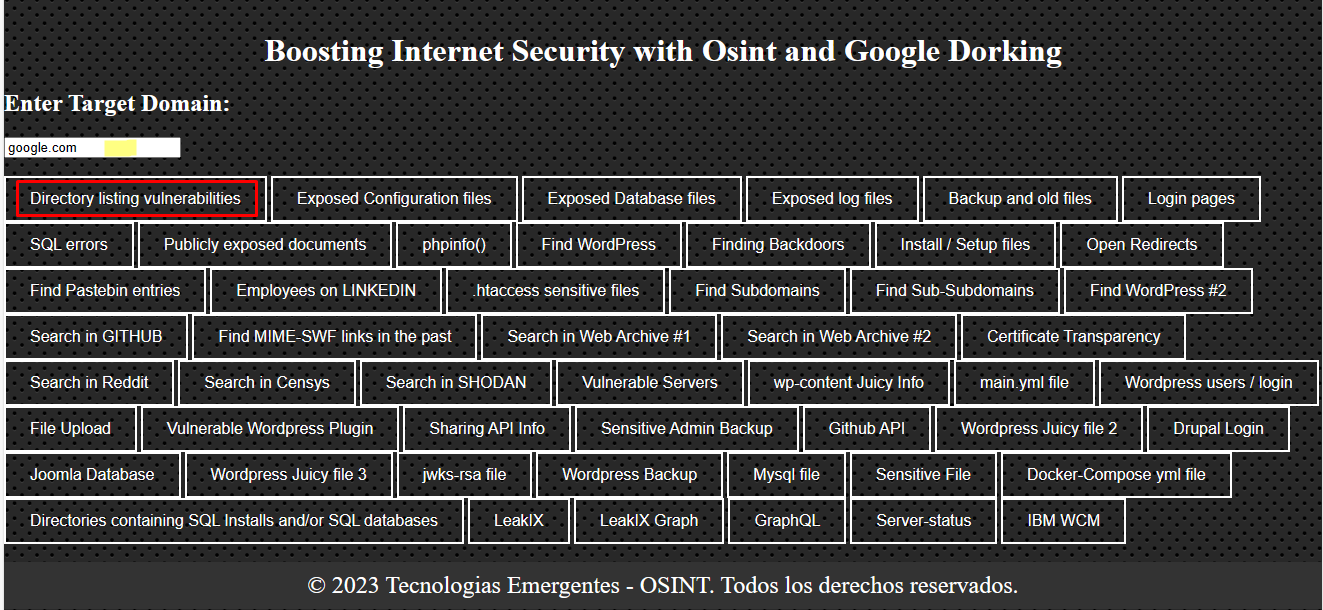 Boosting Internet Security with Osint and Google Dorking
Enter Target Domain:
google.com
Directory listing vulnerabilities Exposed Configuration files Exposed Database files Exposed log files Backup and old files Login pages
SQL errors Publicly exposed documents phpinfo() Find WordPress Finding Backdoors Install / Setup files Open Redirects
Find Pastebin entries Employees on LINKEDIN .htaccess sensitive files Find Subdomains Find Sub-Subdomains Find WordPress #2
Search in GITHUB Find MIME-SWF links in the past Search in Web Archive #1 Search in Web Archive #2 Certificate Transparency
Search in Reddit Search in Censys Search in SHODAN Vulnerable Servers wp-content Juicy Info main.yml file Wordpress users / login
File Upload Vulnerable Wordpress Plugin Sharing API Info Sensitive Admin Backup Github API Wordpress Juicy file 2 Drupal Login
Joomla Database Wordpress Juicy file 3 jwks-rsa file Wordpress Backup Mysql file Sensitive File Docker-Compose yml file
Directories containing SQL Installs and/or SQL databases LeakIX LeakIX Graph GraphQL Server-status IBM WCM
© 2023 Tecnologias Emergentes - OSINT. Todos los derechos reservados.